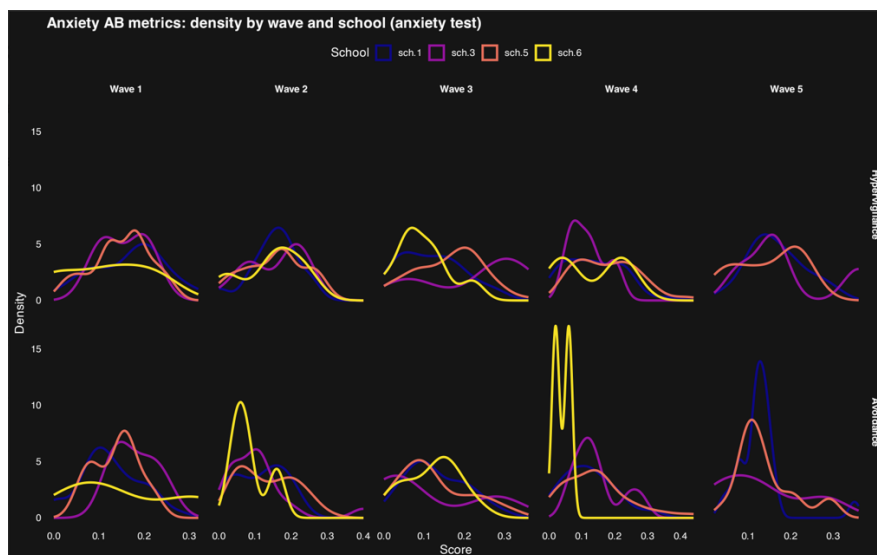 Anxiety AB metrics: density by wave and school (anxiety test)
School sch.1 sch.3 sch.5 sch.6
Wave 1 Wave 2 Wave 3 Wave 4 Wave 5
15
10
5
0
Hypervigilance
Density
15
10
5
0
Avoidance
0.0 0.1 0.2 0.3 0.0 0.1 0.2 0.3 0.4 0.0 0.1 0.2 0.3 0.0 0.1 0.2 0.3 0.4 0.1 0.2 0.3
Score